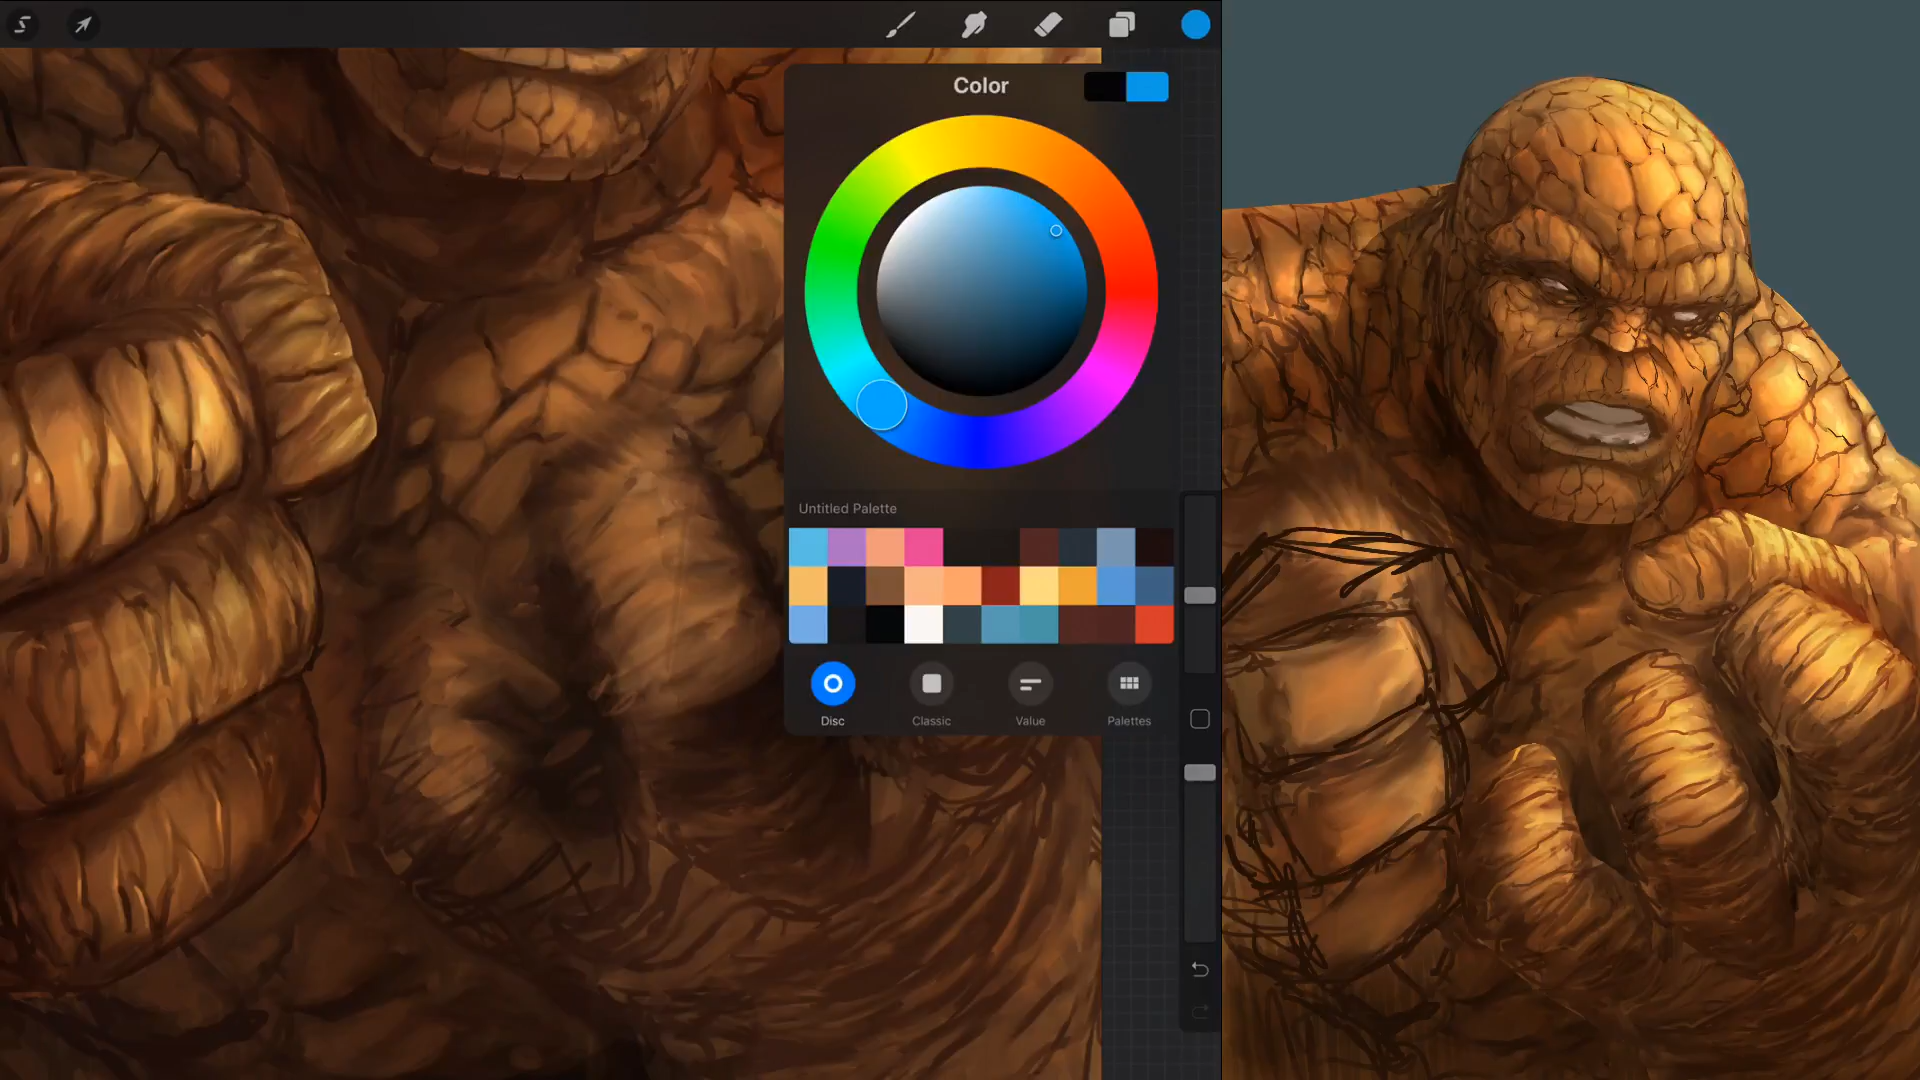 Color
Untitled Palette
Disc
Classic
Value
Palettes